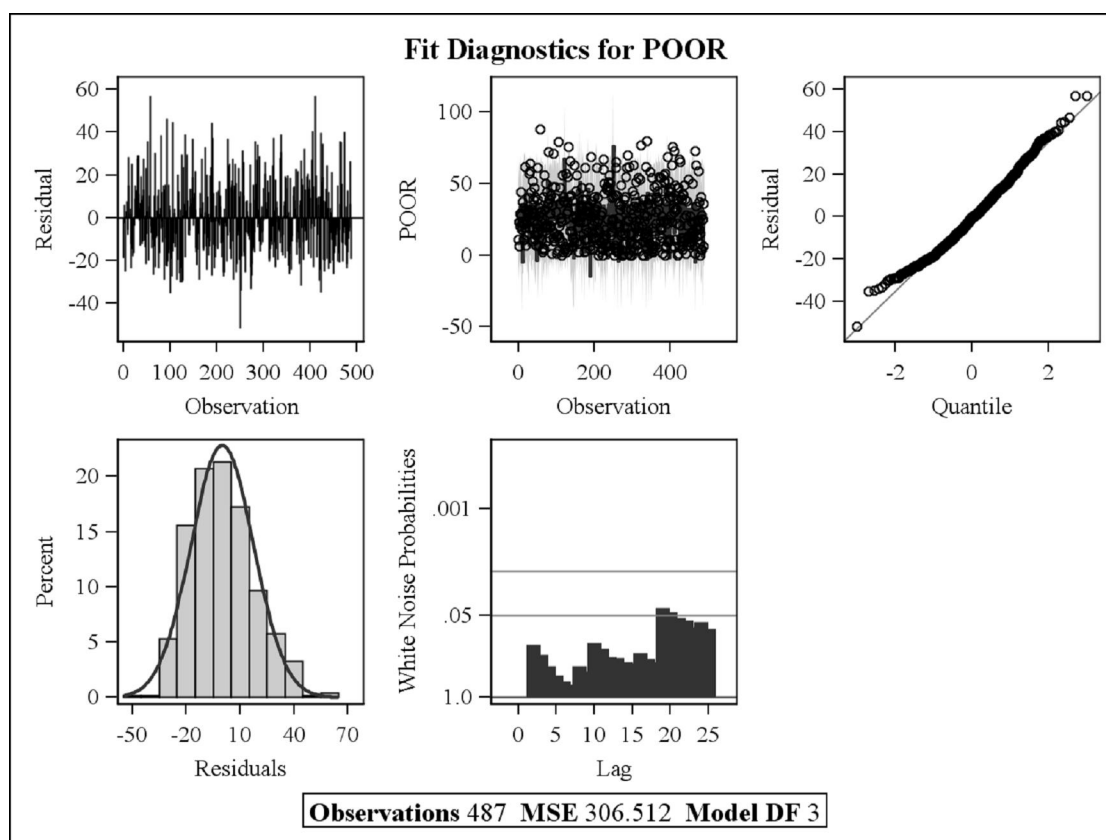 Fit Diagnostics for POOR
60
40
20
0
-20
-40
Residual
0 100 200 300 400 500
Observation
100
50
0
-50
POOR
0 200 400
Observation
60
40
20
0
-20
-40
Residual
-2 0 2
Quantile
20
15
10
5
0
Percent
-50 -20 10 40 70
Residuals
.001
.05
1.0
White Noise Probabilities
0 5 10 15 20 25
Lag
Observations 487 MSE 306.512 Model DF 3